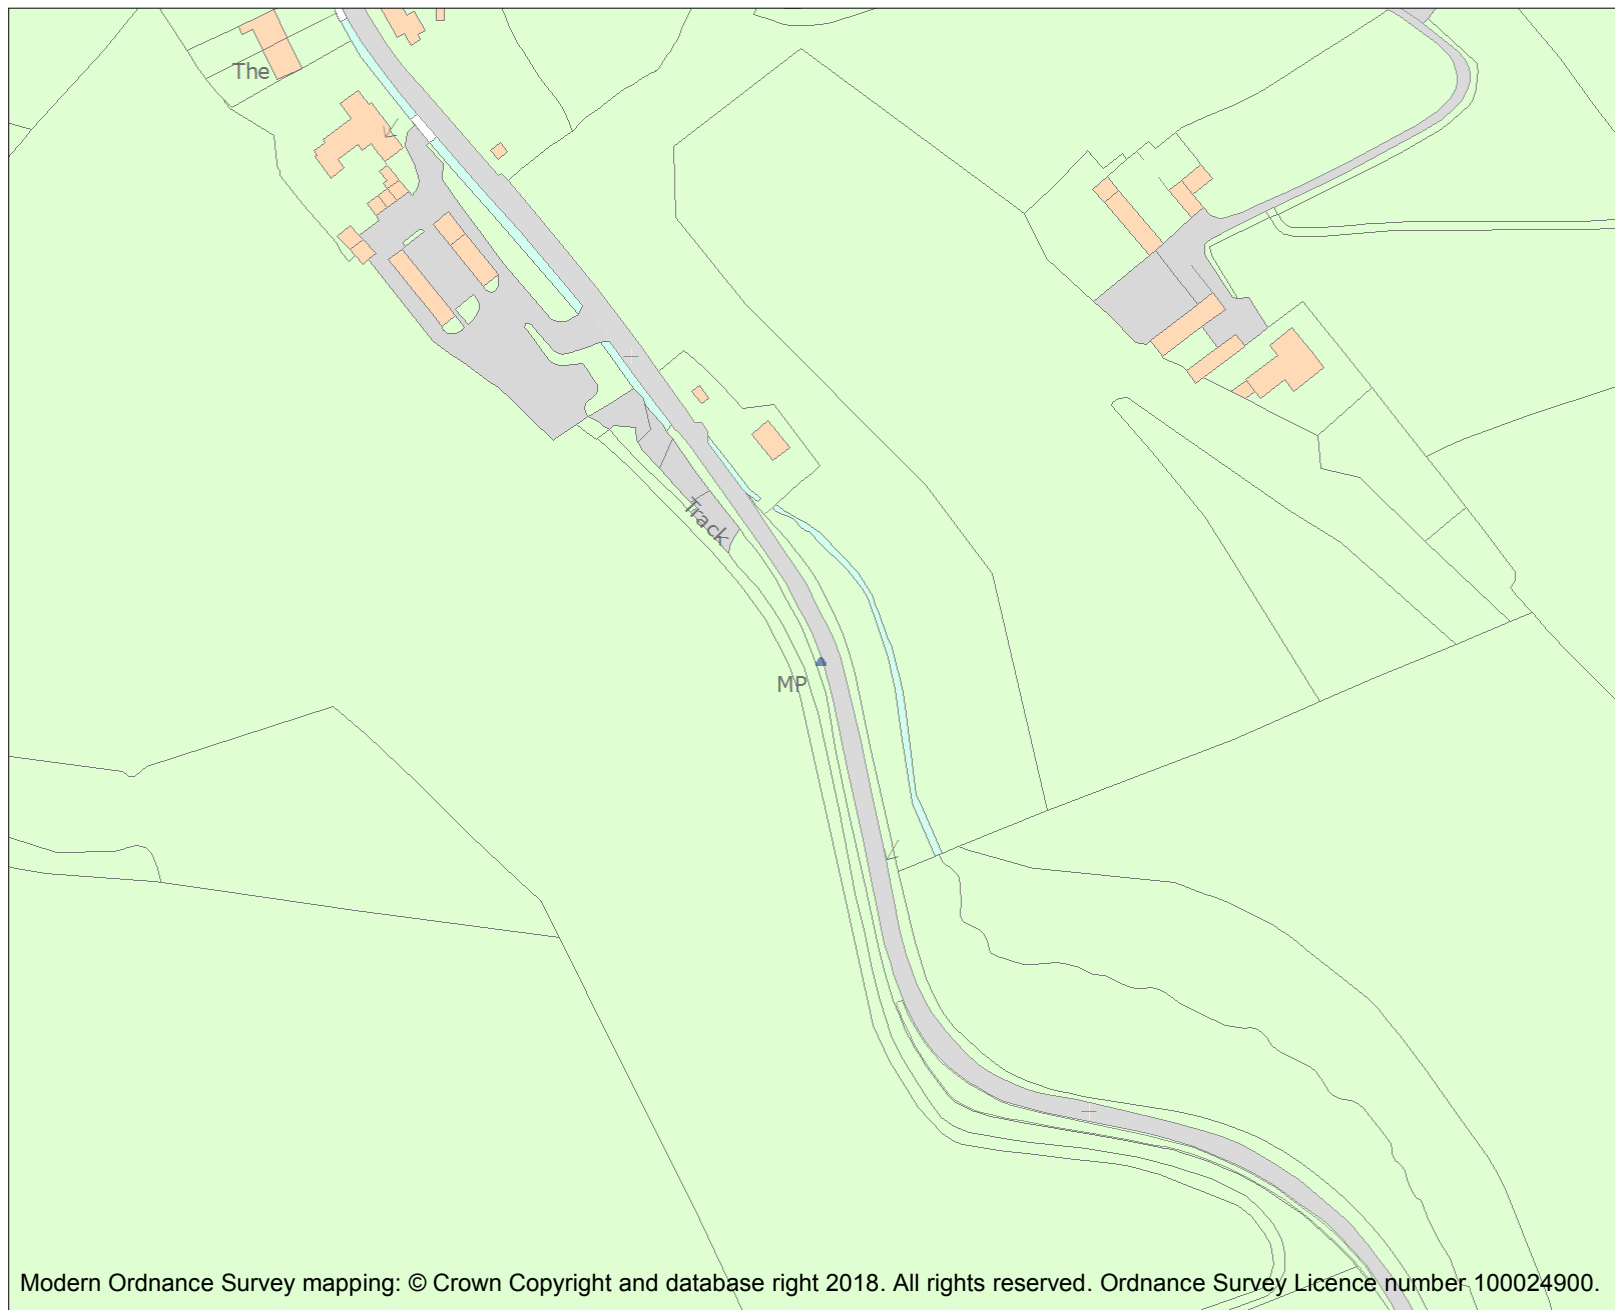 The
Track
MP
Modern Ordnance Survey mapping: © Crown Copyright and database right 2018. All rights reserved. Ordnance Survey Licence number 100024900.